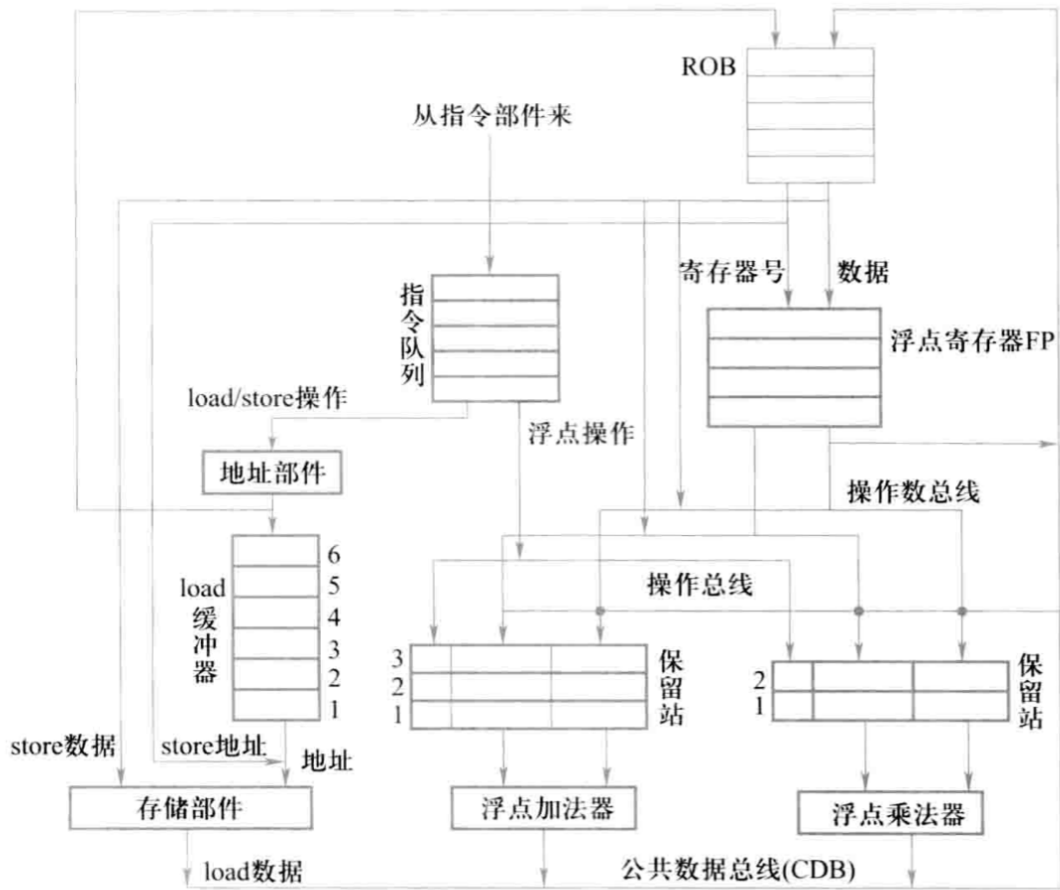 ROB
从指令部件来
寄存器号
数据
指令队列
浮点寄存器FP
load/store操作
浮点操作
地址部件
操作数总线
load缓冲器
6
5
4
3
2
1
操作总线
3
2
1
保留站
2
1
保留站
store数据
store地址
地址
存储部件
浮点加法器
浮点乘法器
load数据
公共数据总线(CDB)